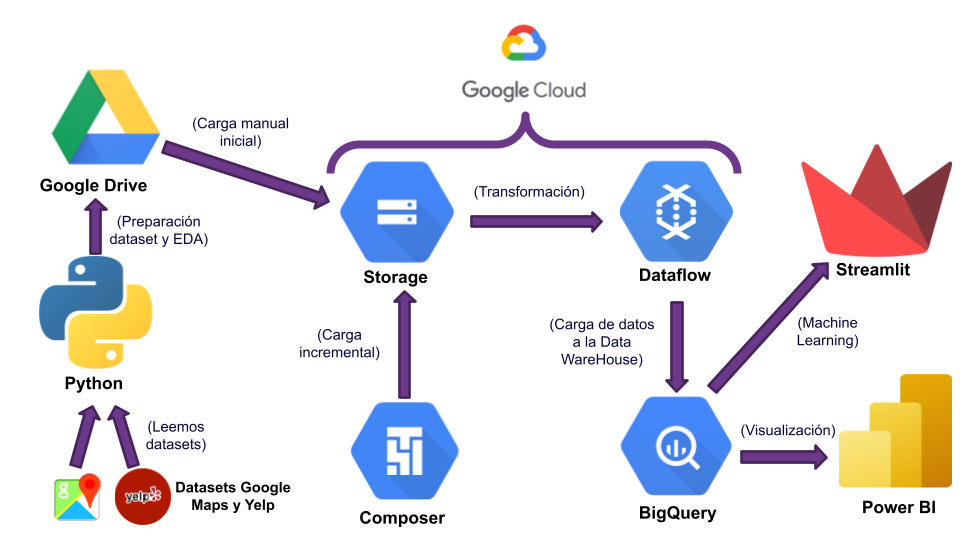 Google Cloud
(Carga manual
inicial)
Google Drive
(Transformación)
(Preparación
dataset y EDA)
Storage
Dataflow
Streamlit
(Carga
incremental)
(Carga de datos
a la Data
WareHouse)
(Machine
Learning)
Python
(Leemos
datasets)
(Visualización)
g
yelp
Datasets Google
Maps y Yelp
Composer
BigQuery
Power BI